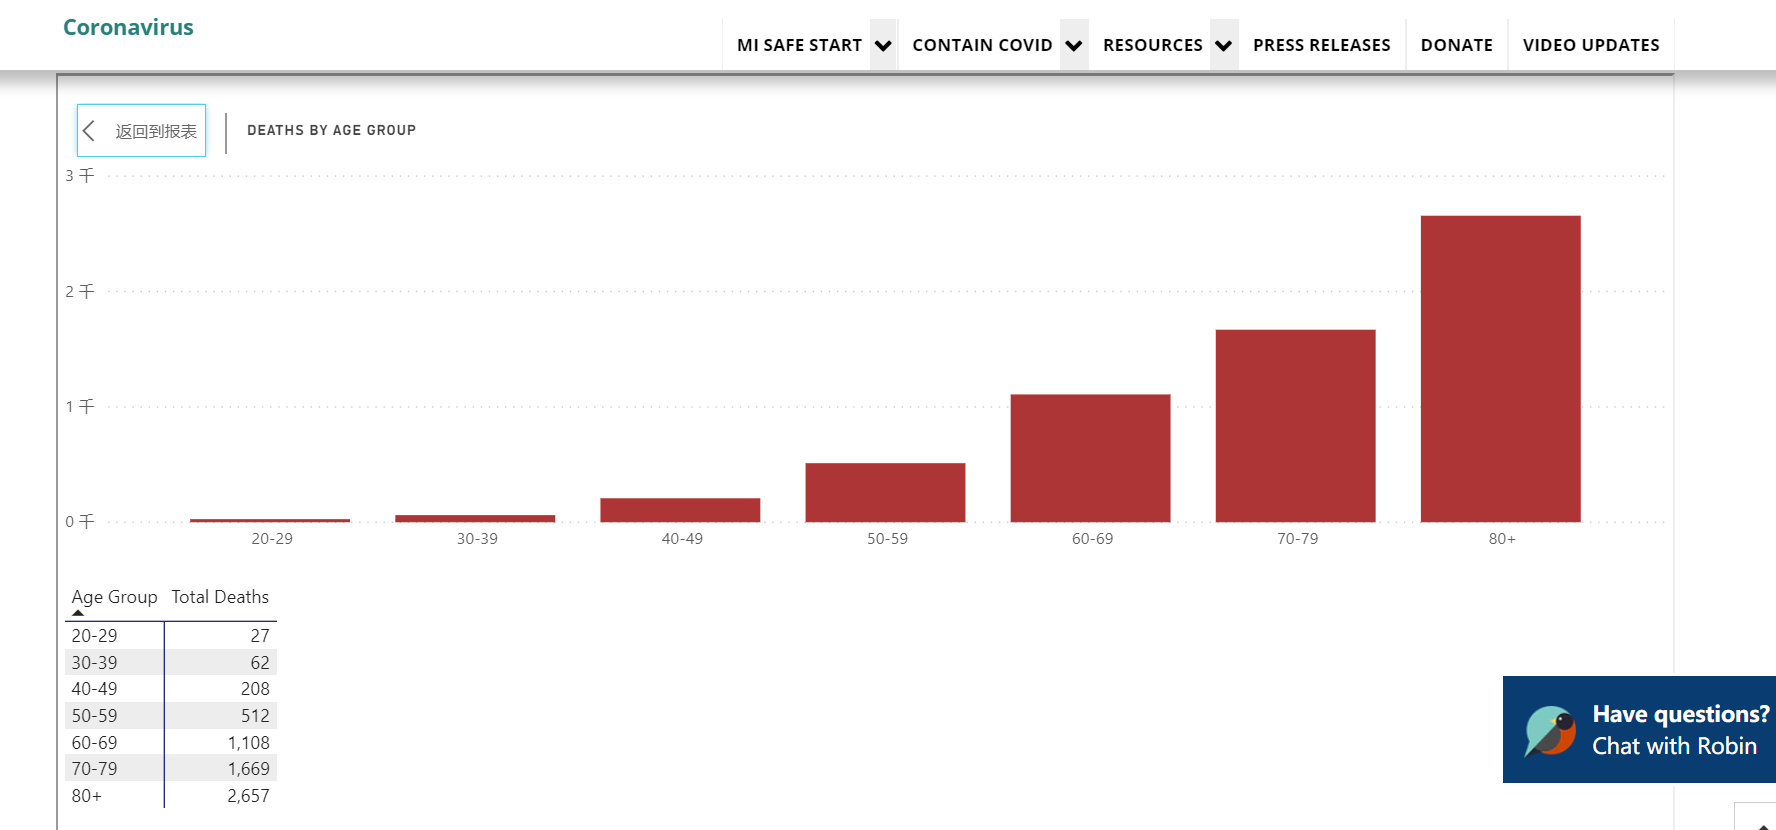 Coronavirus
MI SAFE START CONTAIN COVID RESOURCES PRESS RELEASES DONATE VIDEO UPDATES
返回到报表 DEATHS BY AGE GROUP
3 千
2 千
1 千
0 千
20-29 30-39 40-49 50-59 60-69 70-79 80+
Age Group Total Deaths
20-29 27
30-39 62
40-49 208
50-59 512
60-69 1,108
70-79 1,669
80+ 2,657
Have questions?
Chat with Robin